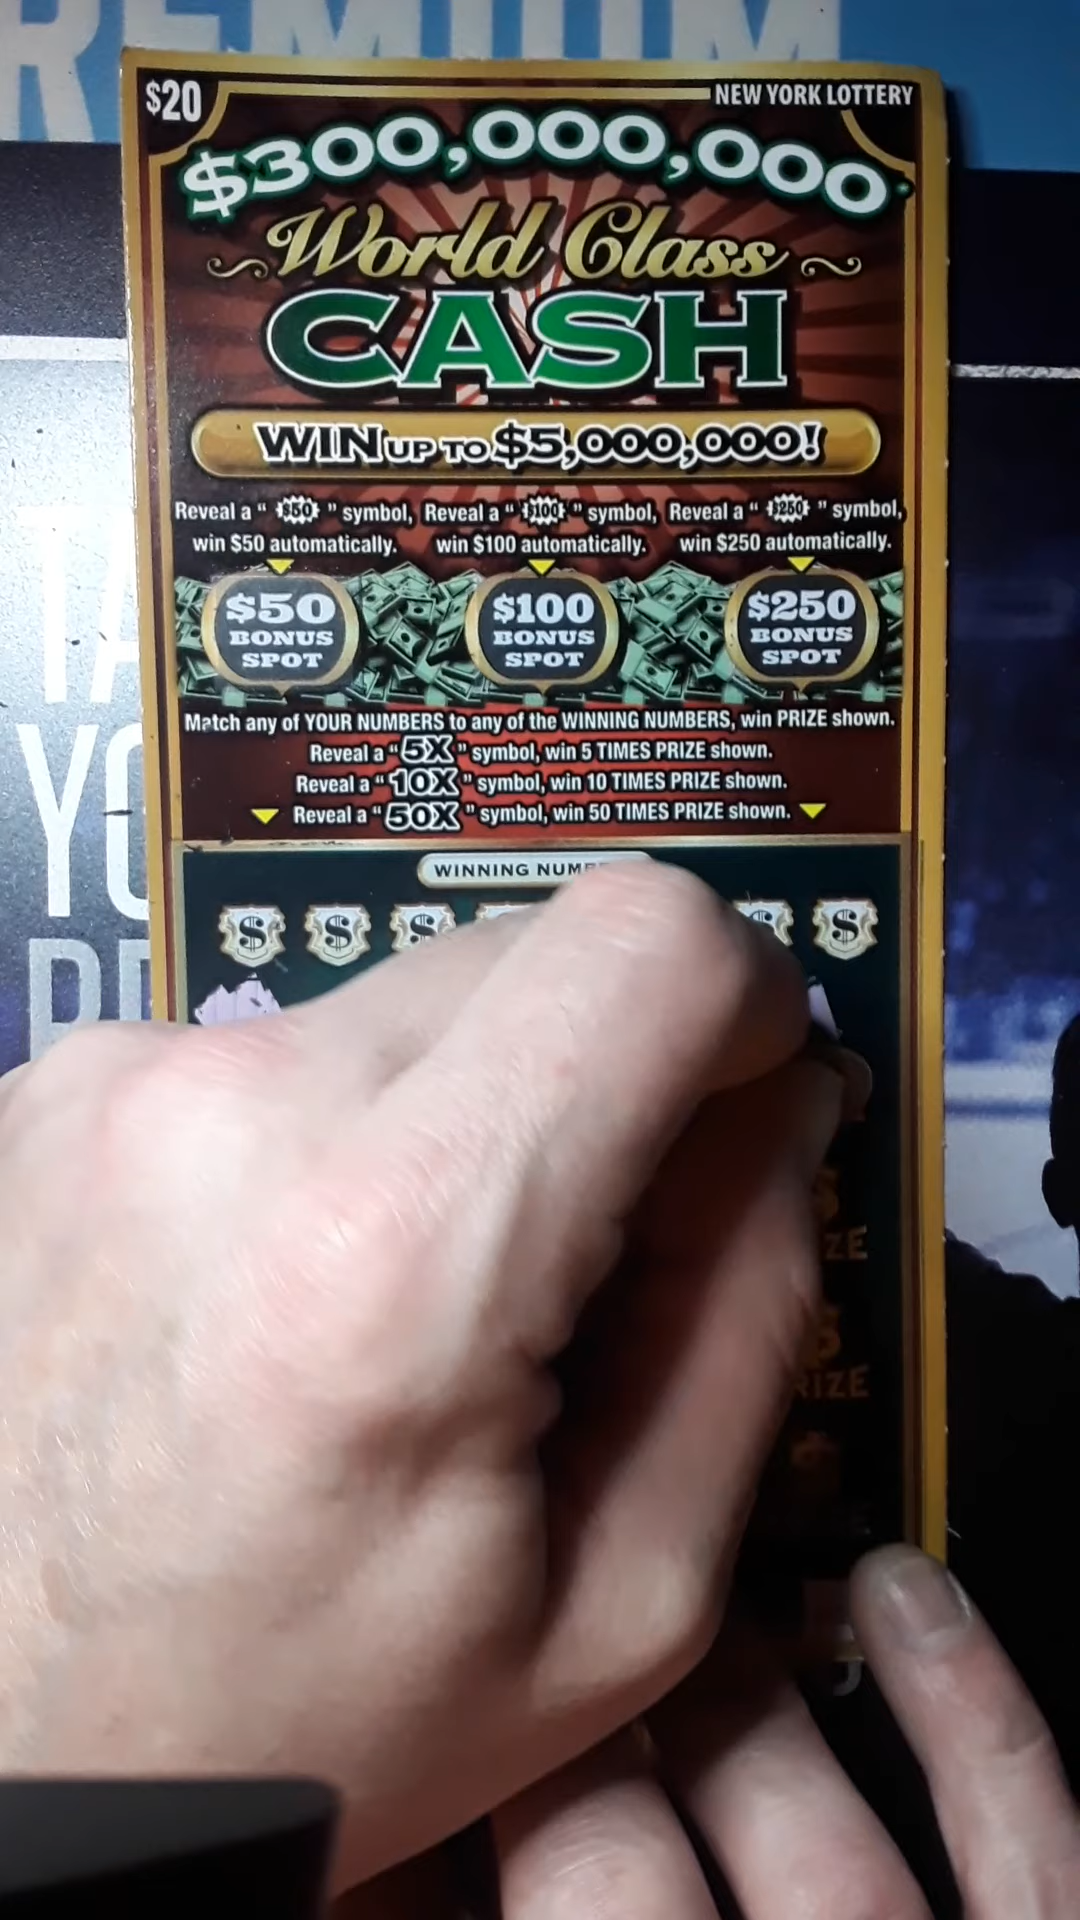 REMIUM
$20
NEW YORK LOTTERY
$300,000,000
World Class
CASH
WIN UP TO $5,000,000!
Reveal a " $50 " symbol, win $50 automatically.
Reveal a " $100 " symbol, win $100 automatically.
Reveal a " $250 " symbol, win $250 automatically.
$50 BONUS SPOT
$100 BONUS SPOT
$250 BONUS SPOT
Match any of YOUR NUMBERS to any of the WINNING NUMBERS, win PRIZE shown.
Reveal a "5X" symbol, win 5 TIMES PRIZE shown.
Reveal a "10X" symbol, win 10 TIMES PRIZE shown.
Reveal a "50X" symbol, win 50 TIMES PRIZE shown.
WINNING NUMB
$ $ $ $ $
ZE
RIZE